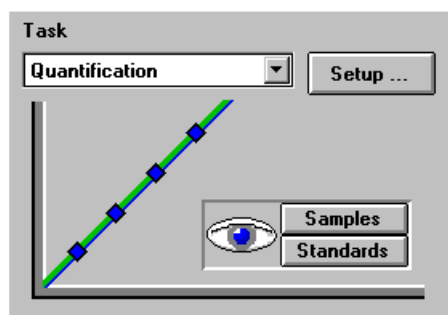 Task
Quantification
Setup ...
Samples
Standards